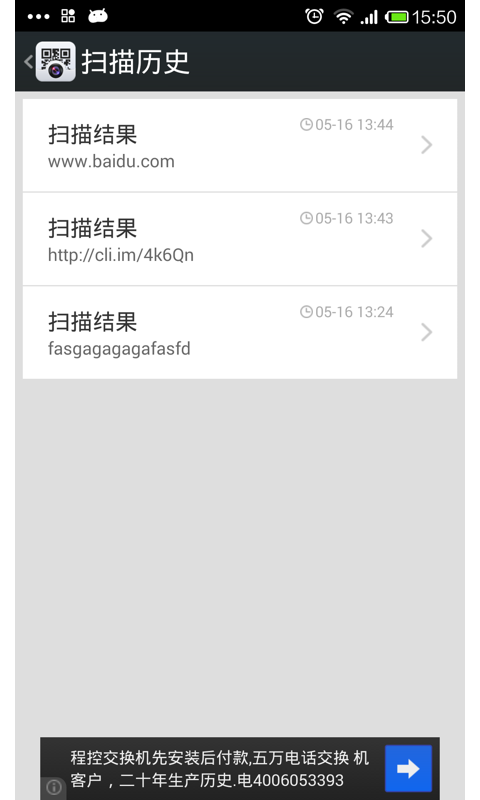 15:50
扫描历史
扫描结果
05-16 13:44
www.baidu.com
扫描结果
05-16 13:43
http://cli.im/4k6Qn
扫描结果
05-16 13:24
fasgagagagafasfd
程控交换机先安装后付款,五万电话交换 机
客户，二十年生产历史.电4006053393